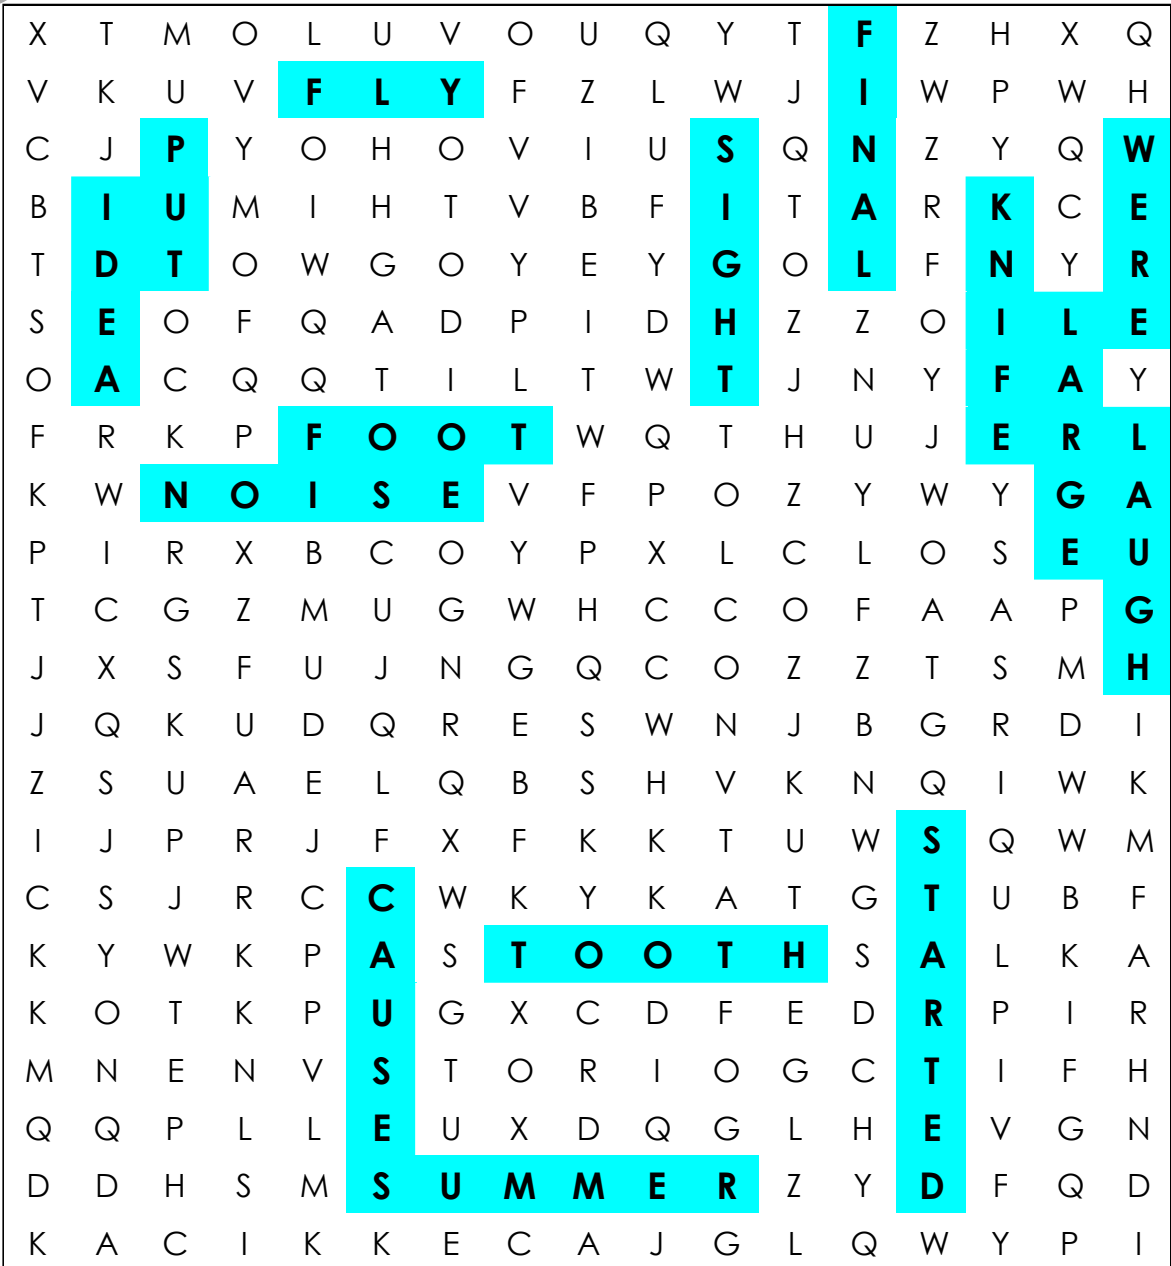 X T M O L U V O U Q Y T F Z H X Q
V K U V F L Y F Z L W J I W P W H
C J P Y O H O V I U S Q N Z Y Q W
B I U M I H T V B F I T A R K C E
T D T O W G O Y E Y G O L F N Y R
S E O F Q A D P I D H Z Z O I L E
O A C Q Q T I L T W T J N Y F A Y
F R K P F O O T W Q T H U J E R L
K W N O I S E V F P O Z Y W Y G A
P I R X B C O Y P X L C L O S E U
T C G Z M U G W H C C O F A A P G
J X S F U J N G Q C O Z Z T S M H
J Q K U D Q R E S W N J B G R D I
Z S U A E L Q B S H V K N Q I W K
I J P R J F X F K K T U W S Q W M
C S J R C C W K Y K A T G T U B F
K Y W K P A S T O O T H S A L K A
K O T K P U G X C D F E D R P I R
M N E N V S T O R I O G C T I F H
Q Q P L L E U X D Q G L H E V G N
D D H S M S U M M E R Z Y D F Q D
K A C I K K E C A J G L Q W Y P I